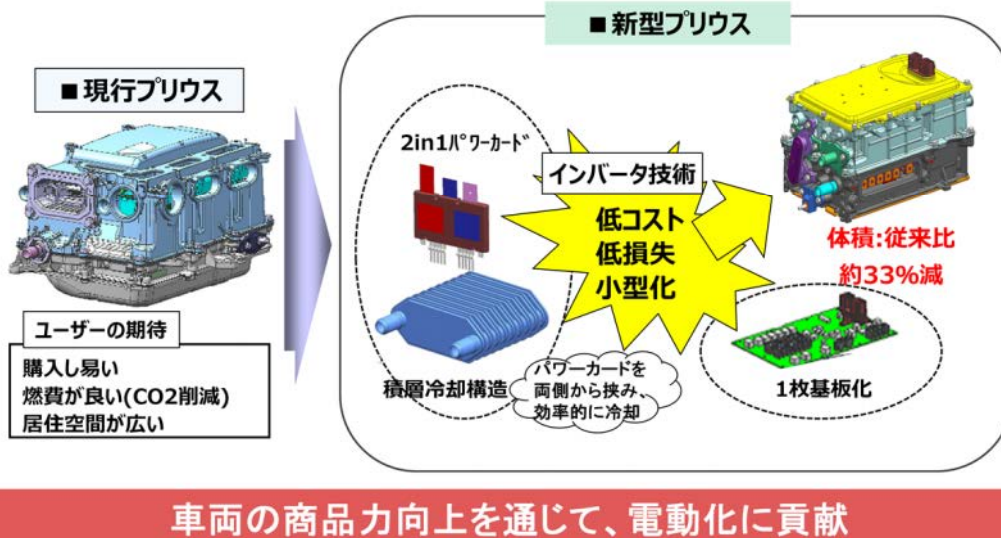 ■現行プリウス
ユーザーの期待
購入し易い
燃費が良い(CO2削減)
居住空間が広い
■新型プリウス
2in1ﾊﾟﾜｰｶｰﾄﾞ
積層冷却構造
パワーカードを
両側から挟み、
効率的に冷却
インバータ技術
低コスト
低損失
小型化
体積:従来比
約33%減
1枚基板化
車両の商品力向上を通じて、電動化に貢献